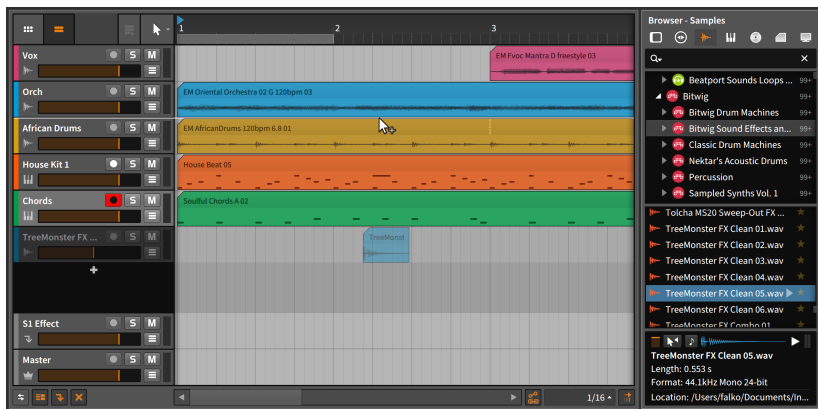 1
2
3
Vox
S M
EM Fvoc Mantra D freestyle 03
Orch
S M
EM Oriental Orchestra 02 G 120bpm 03
African Drums
S M
EM AfricanDrums 120bpm 6.8 01
House Kit 1
S M
House Beat 05
Chords
S M
Soulful Chords A 02
TreeMonster FX ...
S M
TreeMonst
+
S1 Effect
S M
Master
S M
1/16
Browser - Samples
Beatport Sounds Loops ... 99+
Bitwig 99+
Bitwig Drum Machines 99+
Bitwig Sound Effects an... 99+
Classic Drum Machines 99+
Nektar's Acoustic Drums 99+
Percussion 99+
Sampled Synths Vol. 1 99+
Tolcha MS20 Sweep-Out FX ...
TreeMonster FX Clean 01.wav
TreeMonster FX Clean 02.wav
TreeMonster FX Clean 03.wav
TreeMonster FX Clean 04.wav
TreeMonster FX Clean 05.wav
TreeMonster FX Clean 06.wav
TreeMonster FX Combo 01
TreeMonster FX Clean 05.wav
Length: 0.553 s
Format: 44.1kHz Mono 24-bit
Location: /Users/falko/Documents/In...